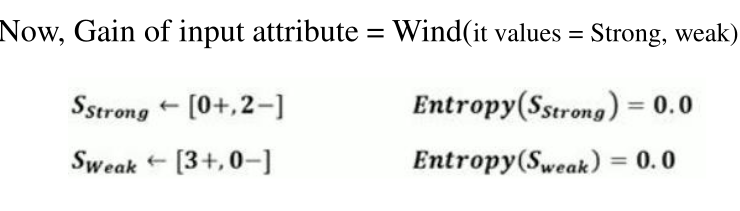 Now, Gain of input attribute = Wind(it values = Strong, weak)
S_Strong ← [0+, 2−] Entropy(S_Strong) = 0.0
S_Weak ← [3+, 0−] Entropy(S_weak) = 0.0